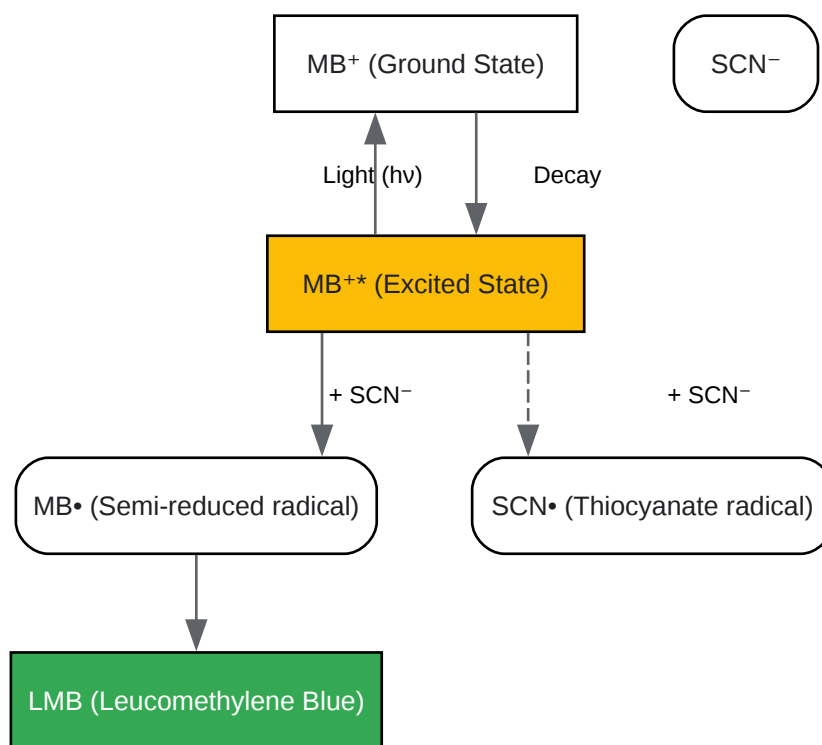 MB⁺ (Ground State)
SCN⁻
Light (hν)
Decay
MB⁺* (Excited State)
+ SCN⁻
+ SCN⁻
MB• (Semi-reduced radical)
SCN• (Thiocyanate radical)
LMB (Leucomethylene Blue)